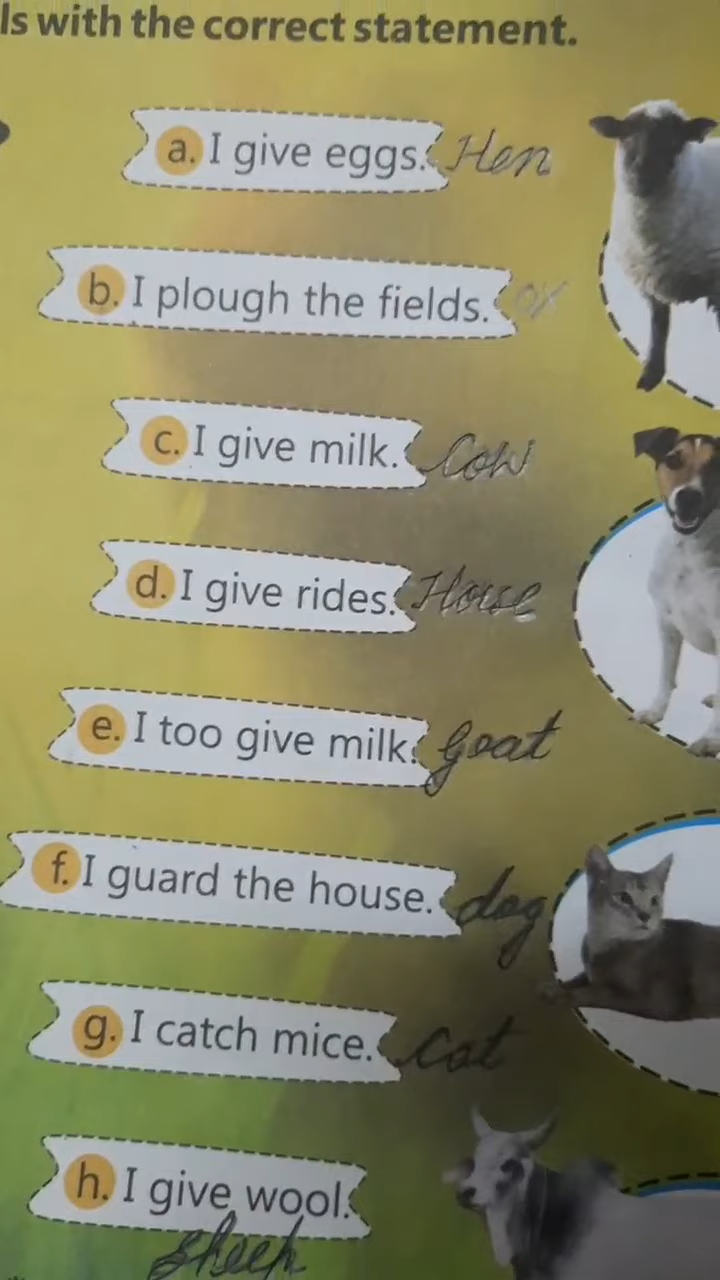 ls with the correct statement.
a. I give eggs. Hen
b. I plough the fields. ox
c. I give milk. Cow
d. I give rides. Horse
e. I too give milk. Goat
f. I guard the house. dog
g. I catch mice. Cat
h. I give wool.
Sheep